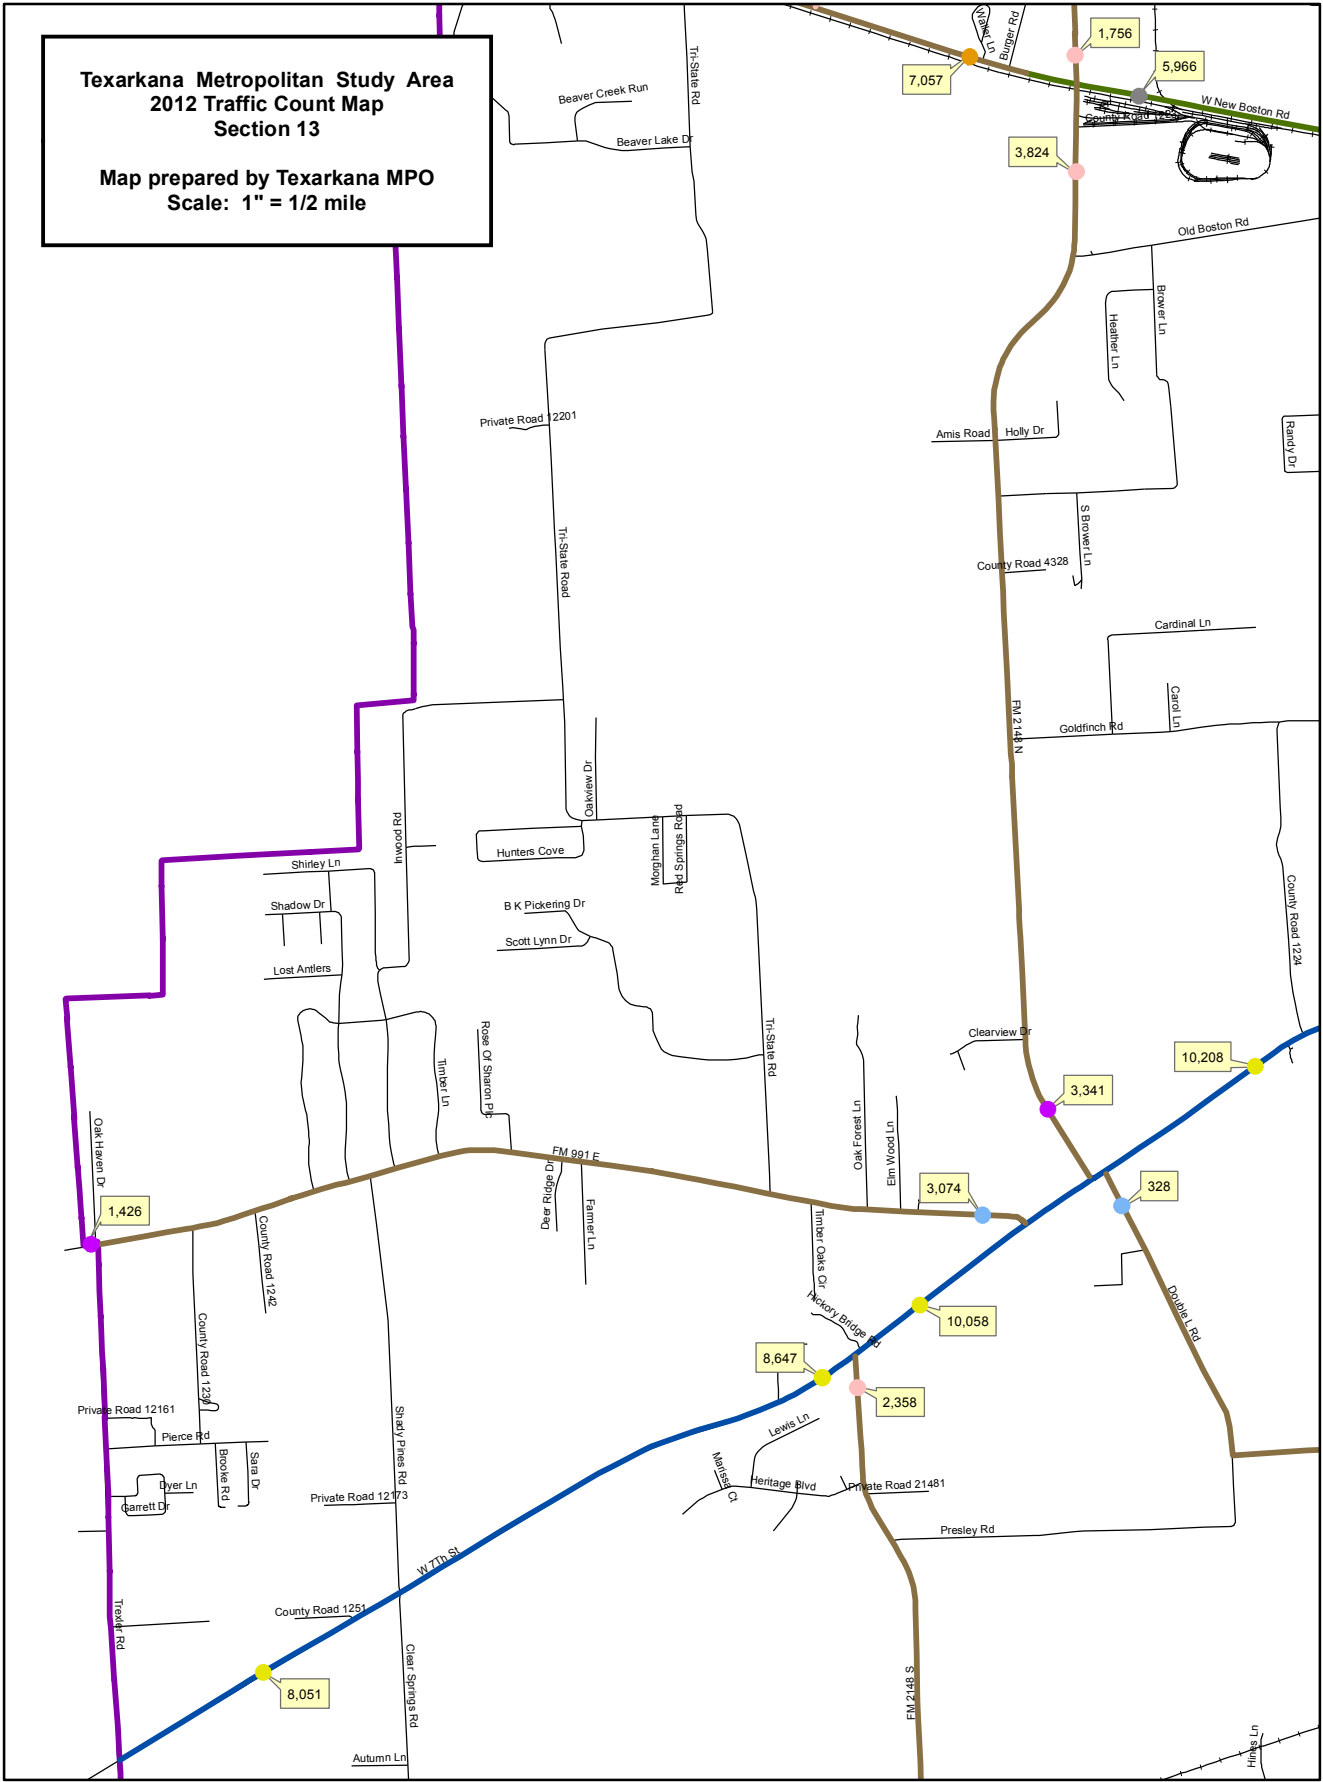 Texarkana Metropolitan Study Area
2012 Traffic Count Map
Section 13
Map prepared by Texarkana MPO
Scale: 1" = 1/2 mile
Waller Ln
Burger Rd
1,756
5,966
7,057
W New Boston Rd
Tri-State Rd
Beaver Creek Run
Beaver Lake Dr
3,824
Old Boston Rd
Brower Ln
Heather Ln
Private Road 12201
Amis Road
Holly Dr
Randy Dr
S Brower Ln
Tri-State Road
County Road 4328
Cardinal Ln
Carol Ln
FM 2148 N
Goldfinch Rd
Oakview Dr
Inwood Rd
Hunters Cove
Morghan Lane
Red Springs Road
Shirley Ln
Shadow Dr
B K Pickering Dr
Scott Lynn Dr
Lost Antlers
County Road 1224
Tri-State Rd
Clearview Dr
Rose Of Sharon Plc
Timber Ln
10,208
3,341
Oak Haven Dr
Oak Forest Ln
Elm Wood Ln
FM 991 E
Deer Ridge Dr
Farmer Ln
3,074
328
1,426
County Road 1242
Timber Oaks Cir
Hickory Bridge Rd
Double L Rd
10,058
County Road 1230
8,647
2,358
Private Road 12161
Pierce Rd
Shady Pines Rd
Lewis Ln
Brooke Rd
Sara Dr
Marissa Ct
Heritage Blvd
Private Road 21481
Dyer Ln
Garrett Dr
Private Road 12173
Presley Rd
W 7Th St
Trexler Rd
County Road 1251
Clear Springs Rd
8,051
FM 2148 S
Autumn Ln
Hines Ln